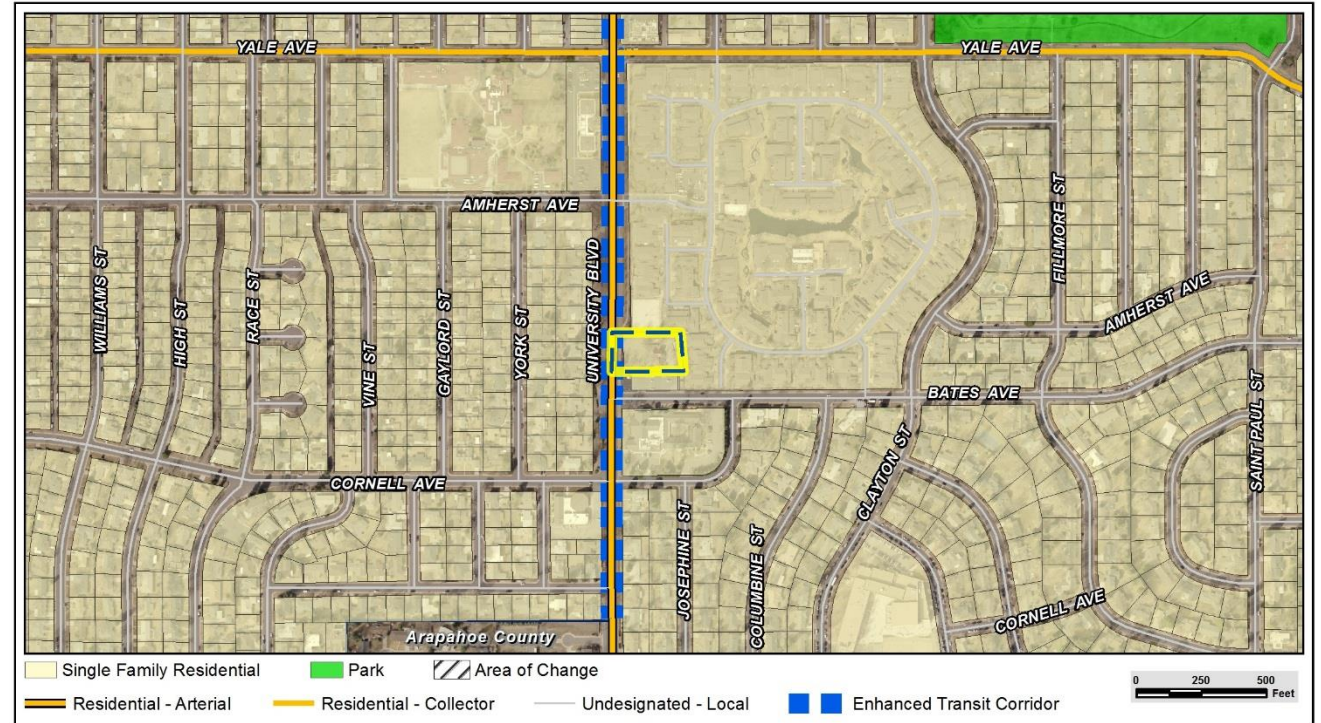 YALE AVE
YALE AVE
AMHERST AVE
WILLIAMS ST
HIGH ST
RACE ST
VINE ST
GAYLORD ST
YORK ST
UNIVERSITY BLVD
FILLMORE ST
AMHERST AVE
BATES AVE
SAINT PAUL ST
CLAYTON ST
CORNELL AVE
JOSEPHINE ST
COLUMBINE ST
CORNELL AVE
Arapahoe County
Single Family Residential Park Area of Change
0 250 500
Feet
Residential - Arterial Residential - Collector Undesignated - Local Enhanced Transit Corridor